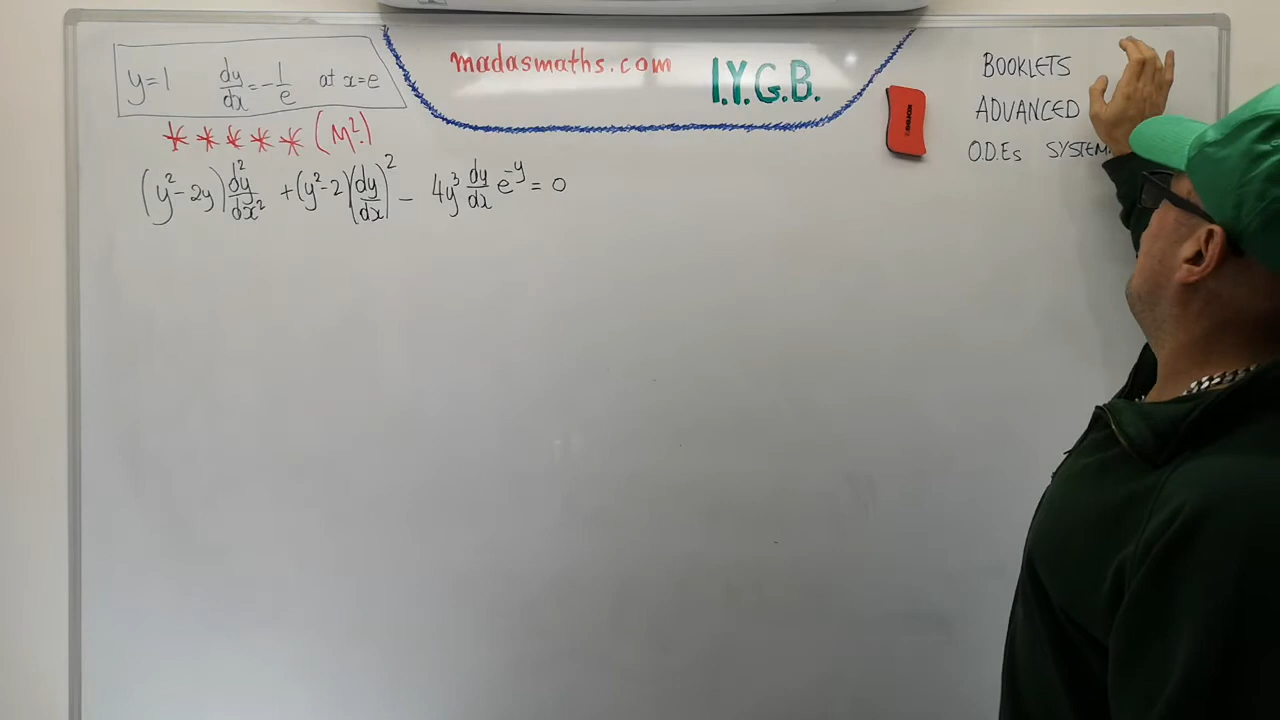 y=1 dy/dx=-1/e at x=e
madasmaths.com
I.Y.G.B.
***** (M²)
(y²-2y) d²y/dx² +(y²-2)(dy/dx)² - 4y³ dy/dx e^-y = 0
BOOKLETS
ADVANCED
O.D.Es SYSTEM